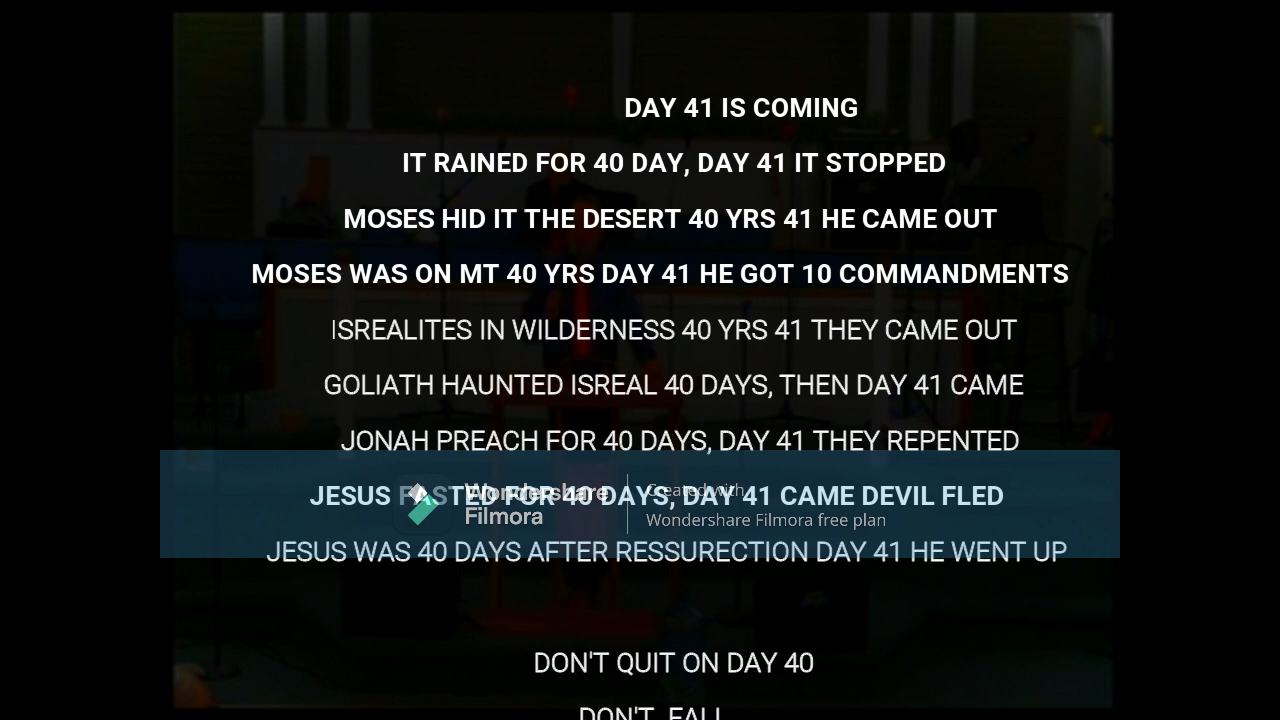 DAY 41 IS COMING
IT RAINED FOR 40 DAY, DAY 41 IT STOPPED
MOSES HID IT THE DESERT 40 YRS 41 HE CAME OUT
MOSES WAS ON MT 40 YRS DAY 41 HE GOT 10 COMMANDMENTS
ISREALITES IN WILDERNESS 40 YRS 41 THEY CAME OUT
GOLIATH HAUNTED ISREAL 40 DAYS, THEN DAY 41 CAME
JONAH PREACH FOR 40 DAYS, DAY 41 THEY REPENTED
JESUS FASTED FOR 40 DAYS, DAY 41 CAME DEVIL FLED
Wondershare
Filmora
Created with
Wondershare Filmora free plan
JESUS WAS 40 DAYS AFTER RESSURECTION DAY 41 HE WENT UP
DON'T QUIT ON DAY 40
DON'T